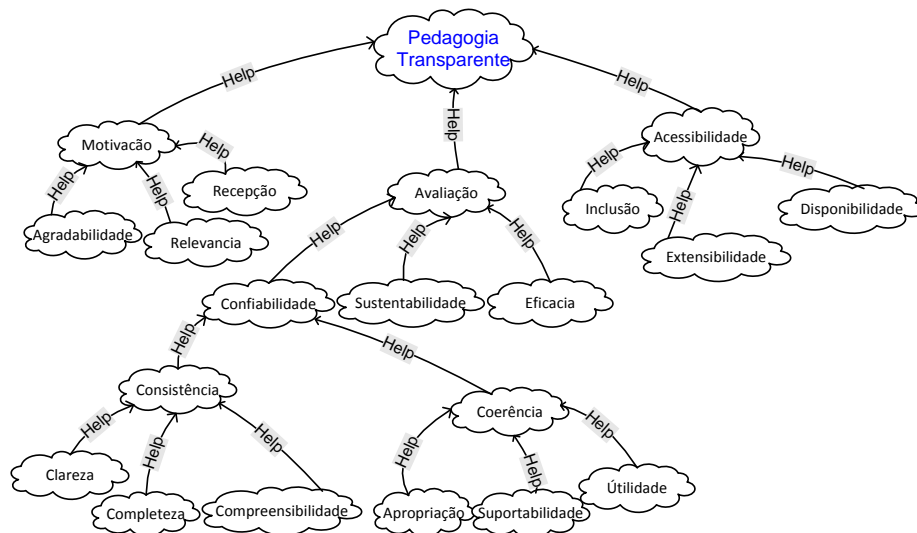 Pedagogia
Transparente
Help
Help
Help
Motivacão
Acessibilidade
Help
Help
Help
Recepção
Avaliação
Help
Help
Help
Inclusão
Disponibilidade
Agradabilidade
Relevancia
Extensibilidade
Help
Help
Help
Confiabilidade
Sustentabilidade
Eficacia
Help
Help
Consistência
Coerência
Help
Help
Help
Help
Help
Help
Clareza
Completeza
Compreensibilidade
Apropriação
Suportabilidade
Útilidade